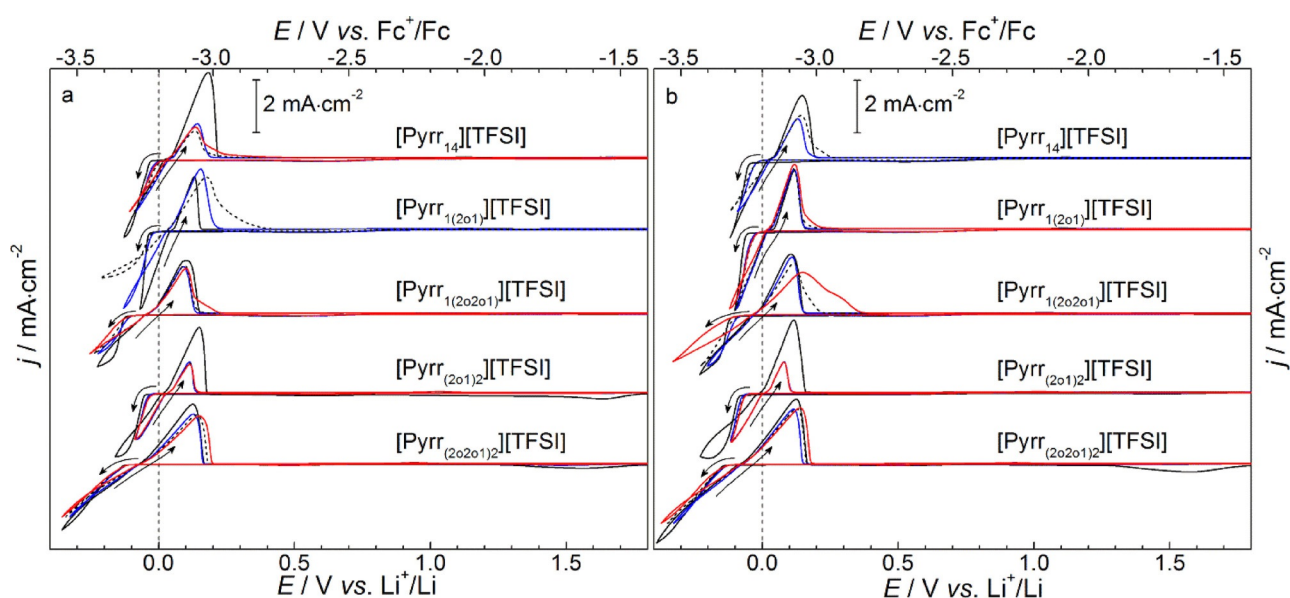 E / V vs. Fc⁺/Fc
-3.5 -3.0 -2.5 -2.0 -1.5
a
2 mA·cm⁻²
[Pyrr₁₄][TFSI]
[Pyrr₁₍₂ₒ₁₎][TFSI]
[Pyrr₁₍₂ₒ₂ₒ₁₎][TFSI]
[Pyrr₍₂ₒ₁₎₂][TFSI]
[Pyrr₍₂ₒ₂ₒ₁₎₂][TFSI]
j / mA·cm⁻²
0.0 0.5 1.0 1.5
E / V vs. Li⁺/Li
E / V vs. Fc⁺/Fc
-3.5 -3.0 -2.5 -2.0 -1.5
b
2 mA·cm⁻²
[Pyrr₁₄][TFSI]
[Pyrr₁₍₂ₒ₁₎][TFSI]
[Pyrr₁₍₂ₒ₂ₒ₁₎][TFSI]
[Pyrr₍₂ₒ₁₎₂][TFSI]
[Pyrr₍₂ₒ₂ₒ₁₎₂][TFSI]
j / mA·cm⁻²
0.0 0.5 1.0 1.5
E / V vs. Li⁺/Li